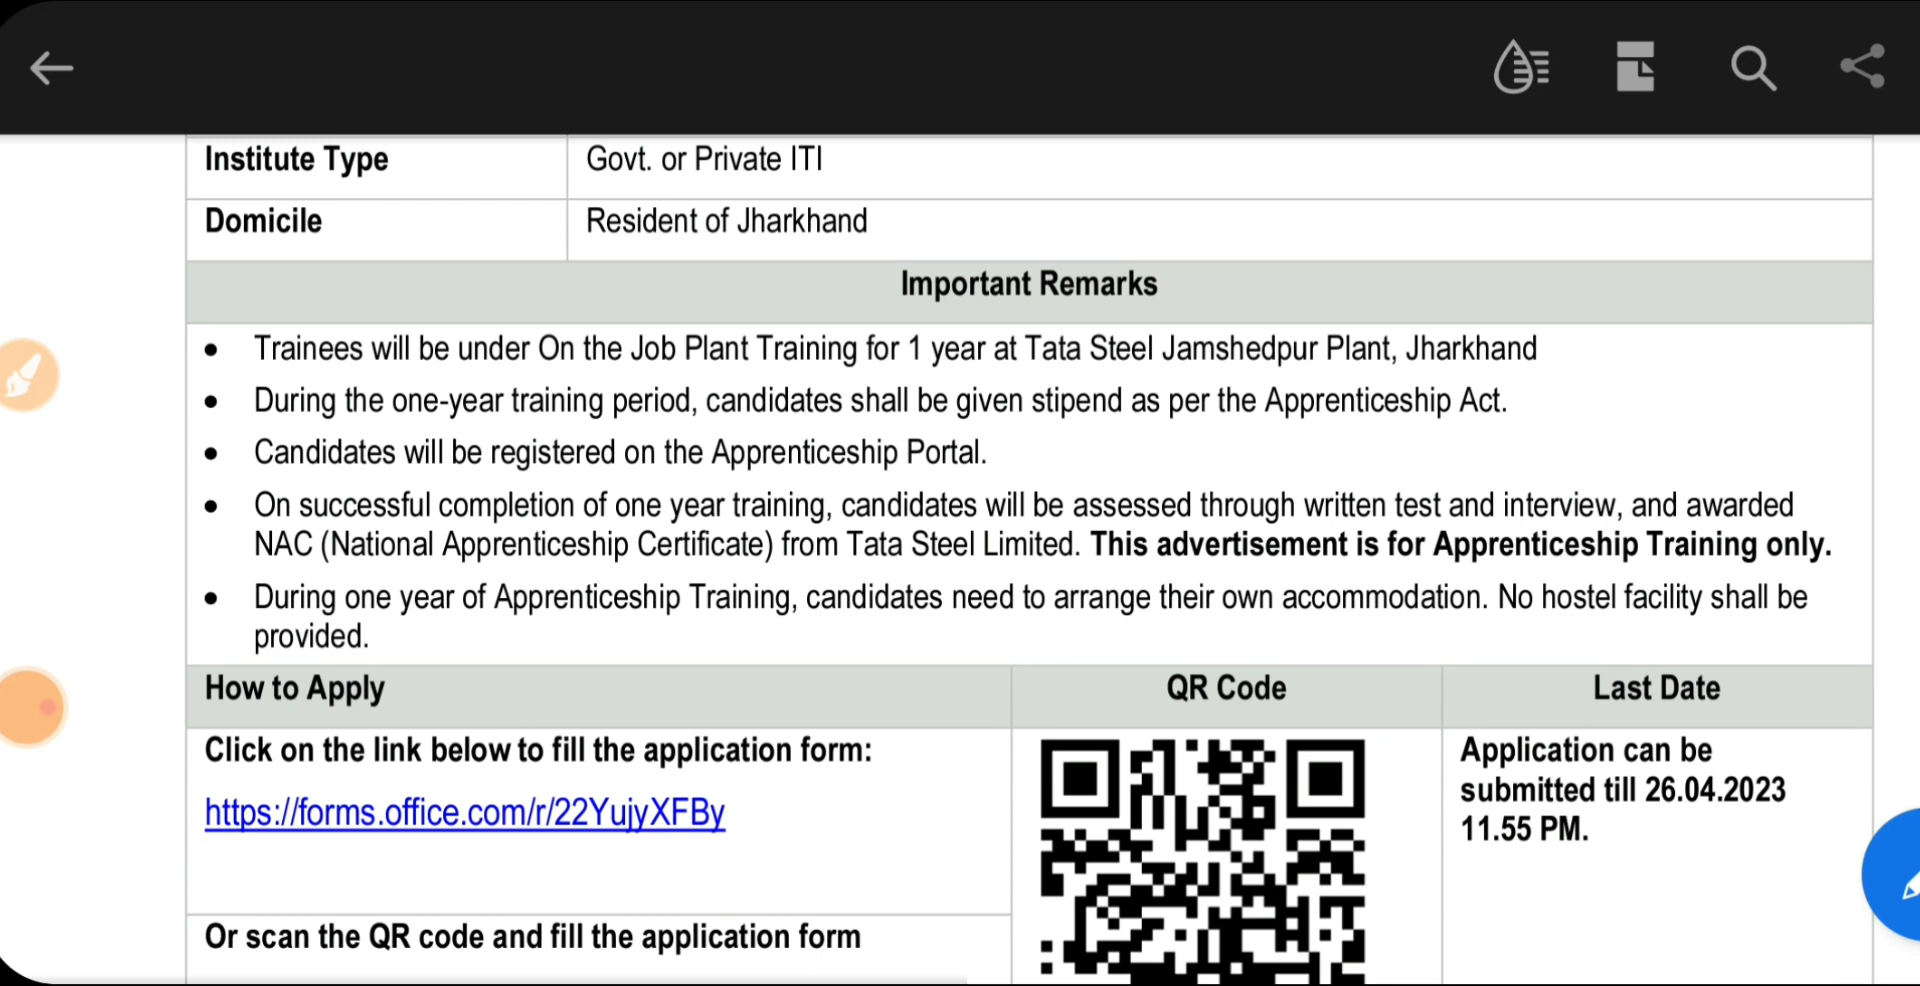 Institute Type Govt. or Private ITI
Domicile Resident of Jharkhand
Important Remarks
• Trainees will be under On the Job Plant Training for 1 year at Tata Steel Jamshedpur Plant, Jharkhand
• During the one-year training period, candidates shall be given stipend as per the Apprenticeship Act.
• Candidates will be registered on the Apprenticeship Portal.
• On successful completion of one year training, candidates will be assessed through written test and interview, and awarded
NAC (National Apprenticeship Certificate) from Tata Steel Limited. This advertisement is for Apprenticeship Training only.
• During one year of Apprenticeship Training, candidates need to arrange their own accommodation. No hostel facility shall be
provided.
How to Apply QR Code Last Date
Click on the link below to fill the application form:
https://forms.office.com/r/22YujyXFBy
Or scan the QR code and fill the application form
Application can be
submitted till 26.04.2023
11.55 PM.